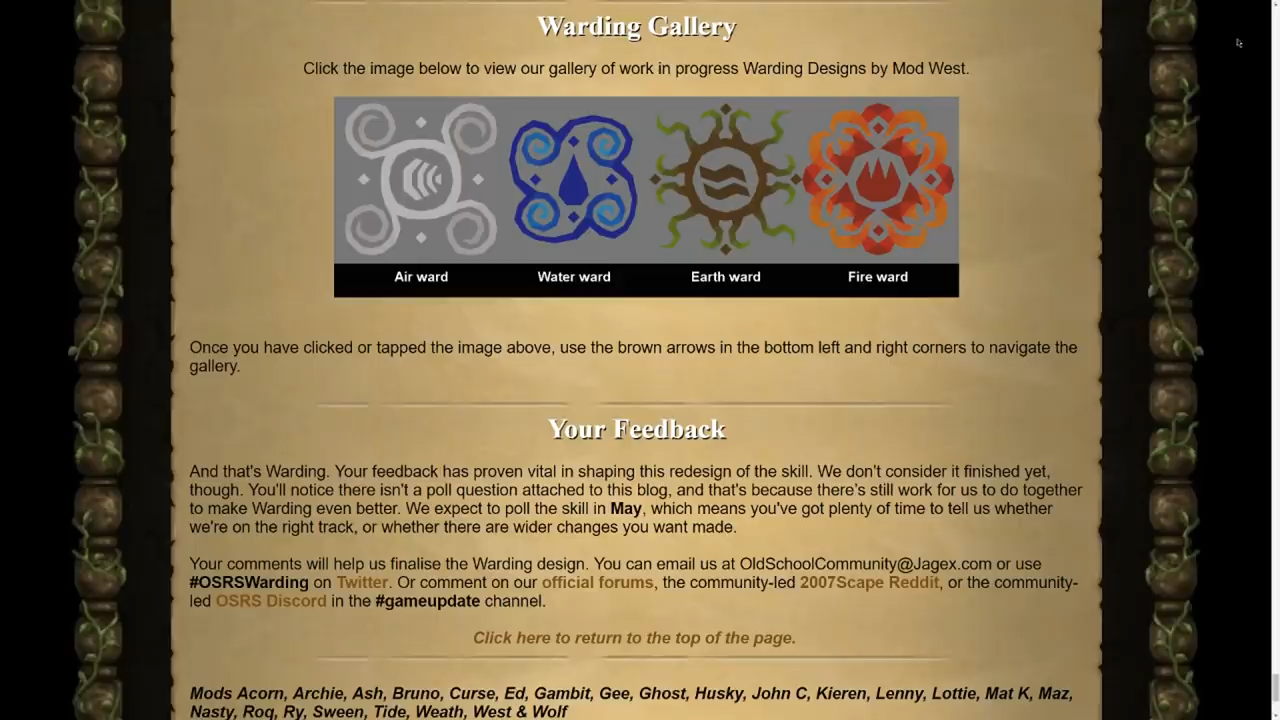 Warding Gallery
Click the image below to view our gallery of work in progress Warding Designs by Mod West.
Air ward Water ward Earth ward Fire ward
Once you have clicked or tapped the image above, use the brown arrows in the bottom left and right corners to navigate the
gallery.
Your Feedback
And that's Warding. Your feedback has proven vital in shaping this redesign of the skill. We don't consider it finished yet,
though. You'll notice there isn't a poll question attached to this blog, and that's because there's still work for us to do together
to make Warding even better. We expect to poll the skill in May, which means you've got plenty of time to tell us whether
we're on the right track, or whether there are wider changes you want made.
Your comments will help us finalise the Warding design. You can email us at OldSchoolCommunity@Jagex.com or use
#OSRSWarding on Twitter. Or comment on our official forums, the community-led 2007Scape Reddit, or the community-
led OSRS Discord in the #gameupdate channel.
Click here to return to the top of the page.
Mods Acorn, Archie, Ash, Bruno, Curse, Ed, Gambit, Gee, Ghost, Husky, John C, Kieren, Lenny, Lottie, Mat K, Maz,
Nasty, Roq, Ry, Sween, Tide, Weath, West & Wolf